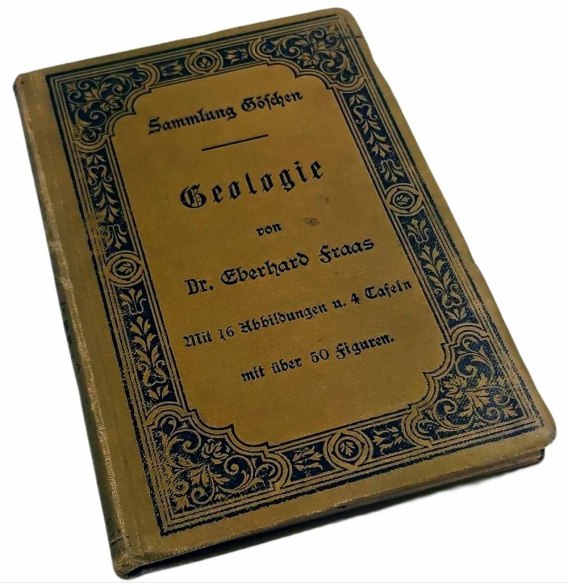 Sammlung Göschen
Geologie
von
Dr. Eberhard Fraas
Mit 16 Abbildungen u. 4 Tafeln
mit über 50 Figuren.